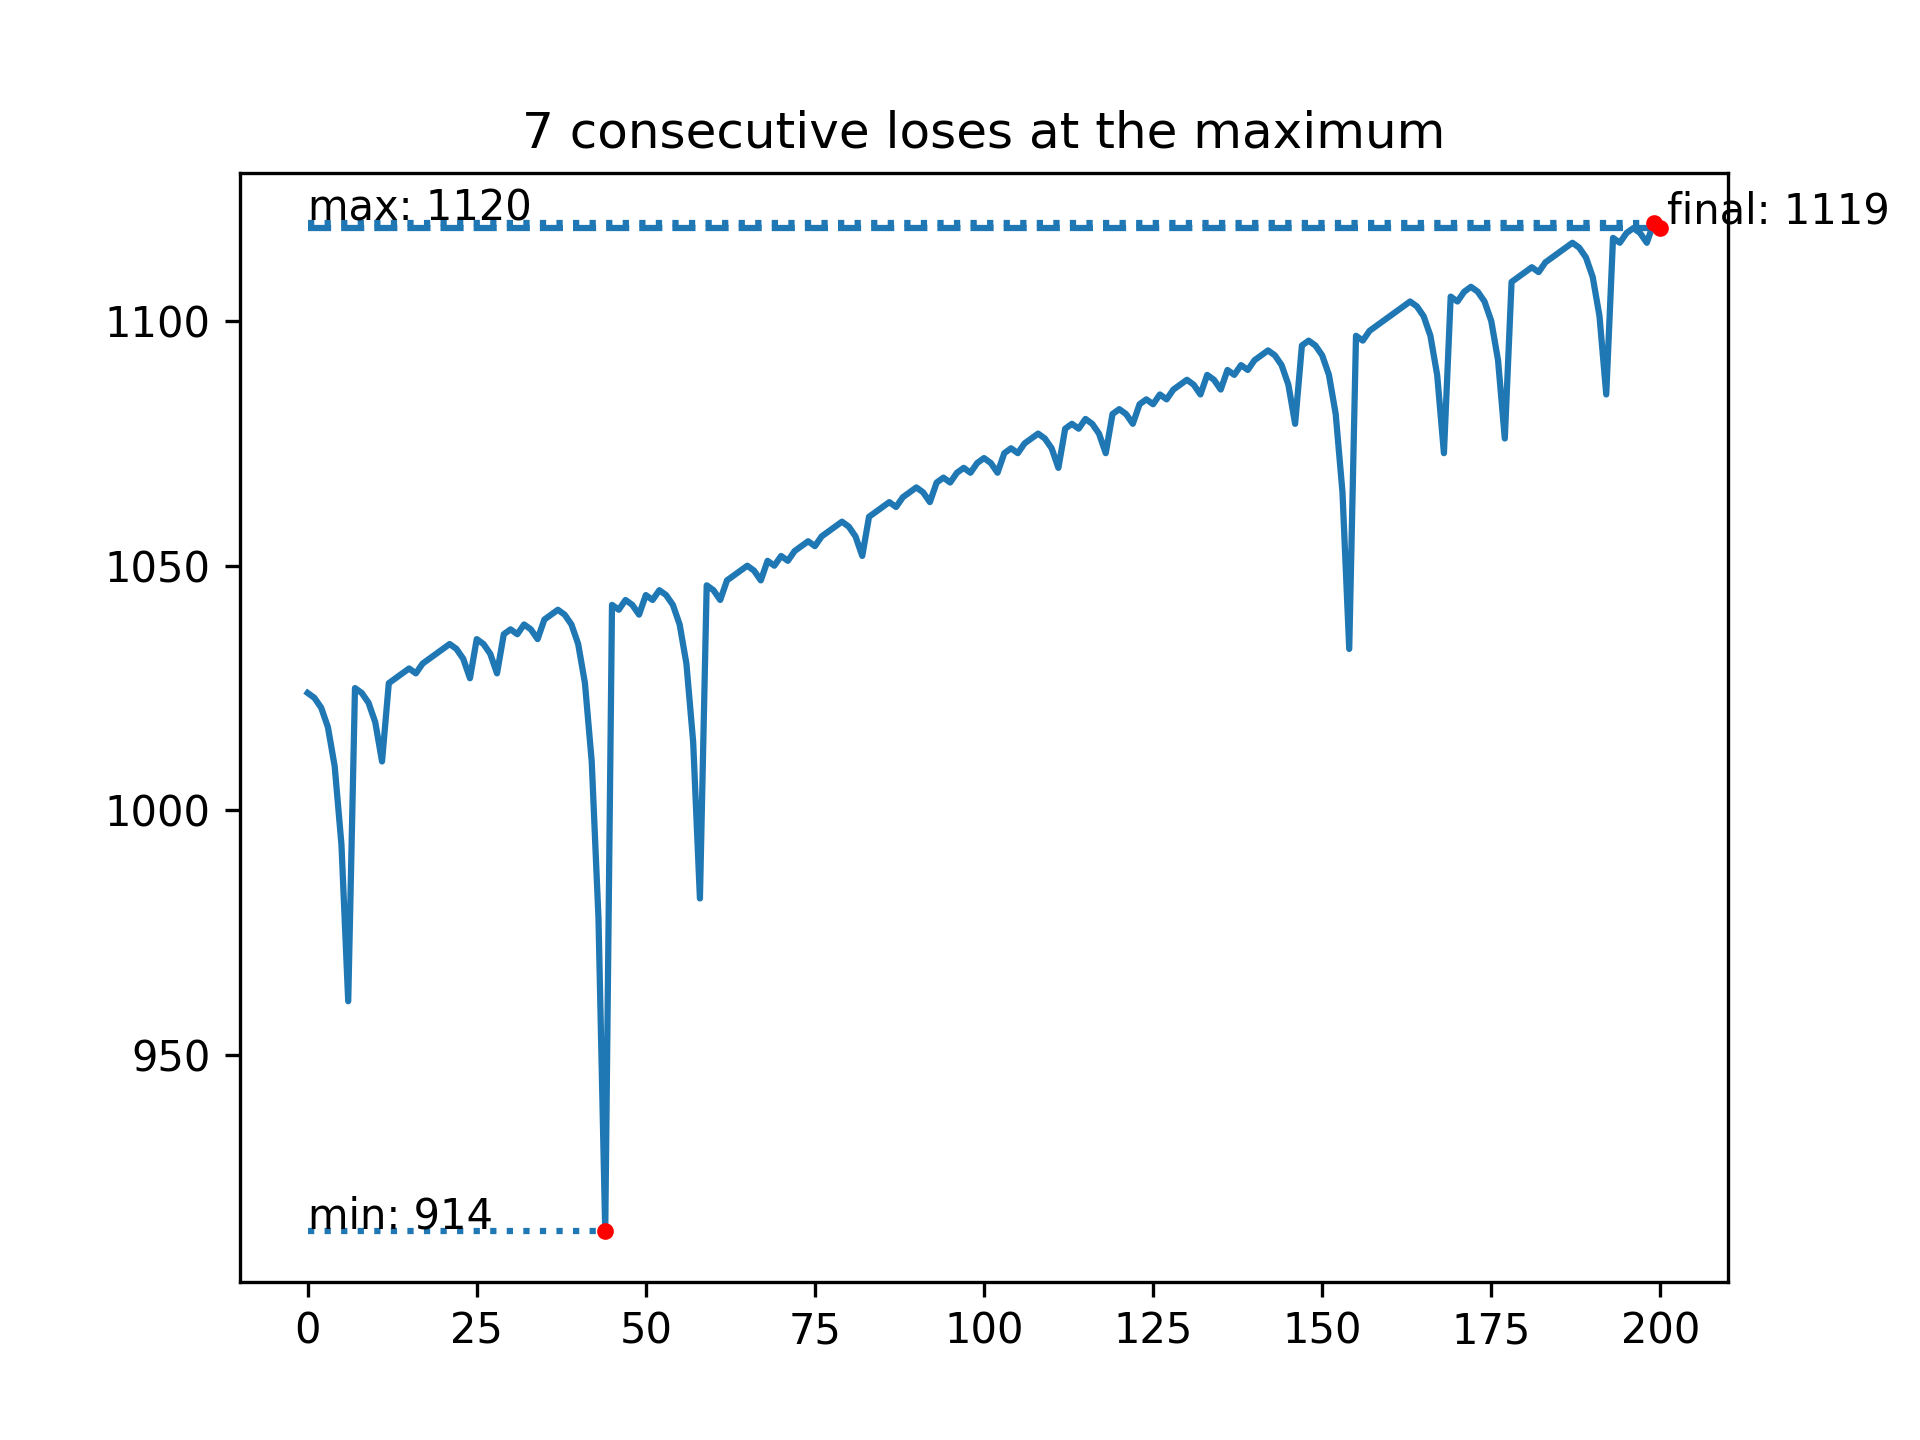 7 consecutive loses at the maximum
max: 1120
final: 1119
1100
1050
1000
950
min: 914
0 25 50 75 100 125 150 175 200